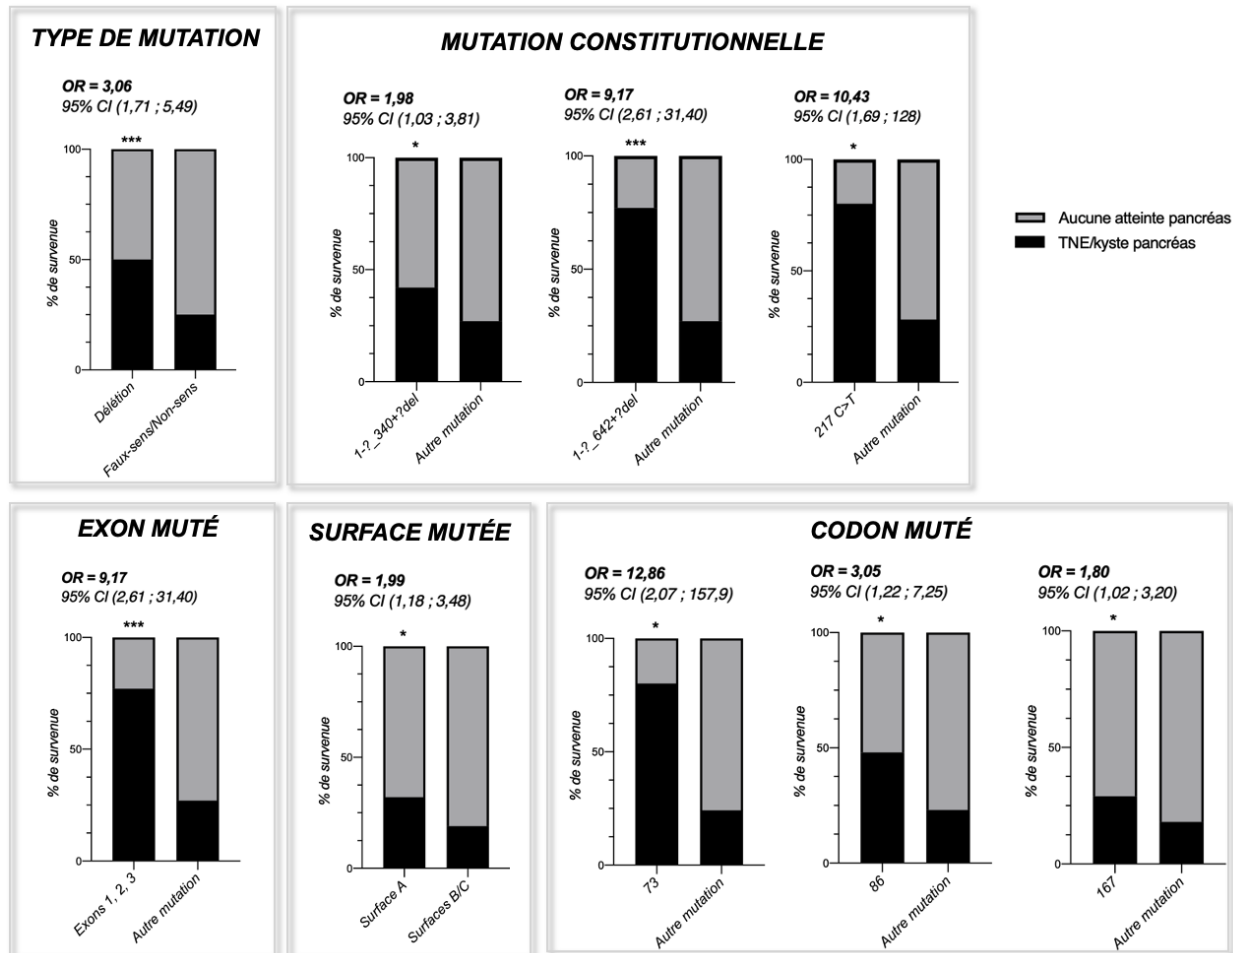 TYPE DE MUTATION
OR = 3,06
95% CI (1,71 ; 5,49)
***
100
50
0
% de survenue
Délétion
Faux-sens/Non-sens
MUTATION CONSTITUTIONNELLE
OR = 1,98
95% CI (1,03 ; 3,81)
*
100
50
0
% de survenue
1-?_340+?del
Autre mutation
OR = 9,17
95% CI (2,61 ; 31,40)
***
100
50
0
% de survenue
1-?_642+?del
Autre mutation
OR = 10,43
95% CI (1,69 ; 128)
*
100
50
0
% de survenue
217 C>T
Autre mutation
Aucune atteinte pancréas
TNE/kyste pancréas
EXON MUTÉ
OR = 9,17
95% CI (2,61 ; 31,40)
***
100
50
0
% de survenue
Exons 1, 2, 3
Autre mutation
SURFACE MUTÉE
OR = 1,99
95% CI (1,18 ; 3,48)
*
100
50
0
% de survenue
Surface A
Surfaces B/C
CODON MUTÉ
OR = 12,86
95% CI (2,07 ; 157,9)
*
100
50
0
% de survenue
73
Autre mutation
OR = 3,05
95% CI (1,22 ; 7,25)
*
100
50
0
% de survenue
86
Autre mutation
OR = 1,80
95% CI (1,02 ; 3,20)
*
100
50
0
% de survenue
167
Autre mutation